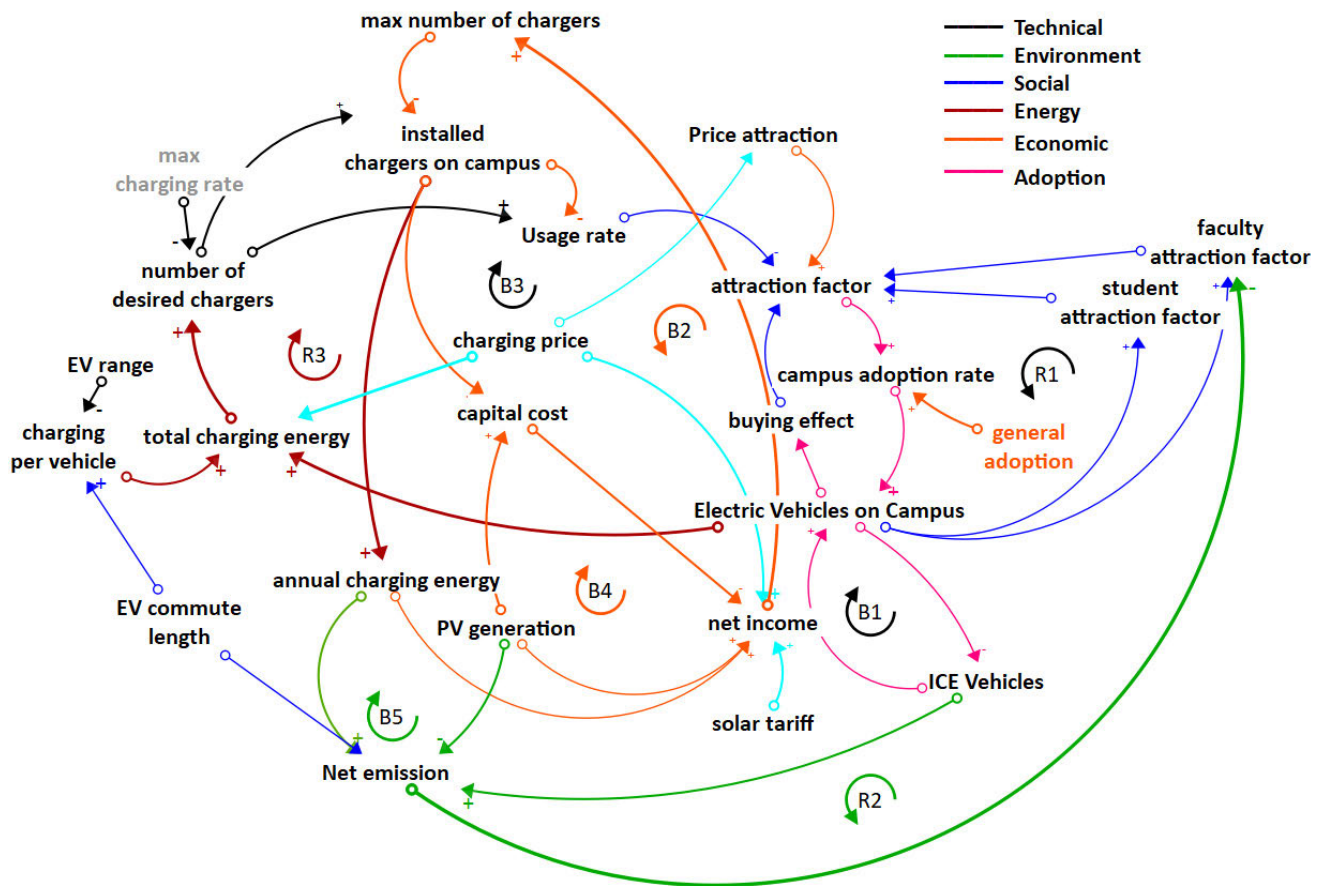 max number of chargers
Technical
Environment
Social
Energy
Economic
Adoption
+
-
+
installed
chargers on campus
Price attraction
max
charging rate
+
-
Usage rate
-
-
+
faculty
attraction factor
number of
desired chargers
B3
attraction factor
+
student
attraction factor
+
-
+
R3
charging price
B2
+
+
R1
EV range
-
capital cost
campus adoption rate
+
charging
per vehicle
total charging energy
-
+
buying effect
general
adoption
+
+
+
+
Electric Vehicles on Campus
+
+
annual charging energy
B4
-
+
EV commute
length
PV generation
net income
B1
+
+
+
-
ICE Vehicles
B5
solar tariff
+
-
Net emission
+
R2